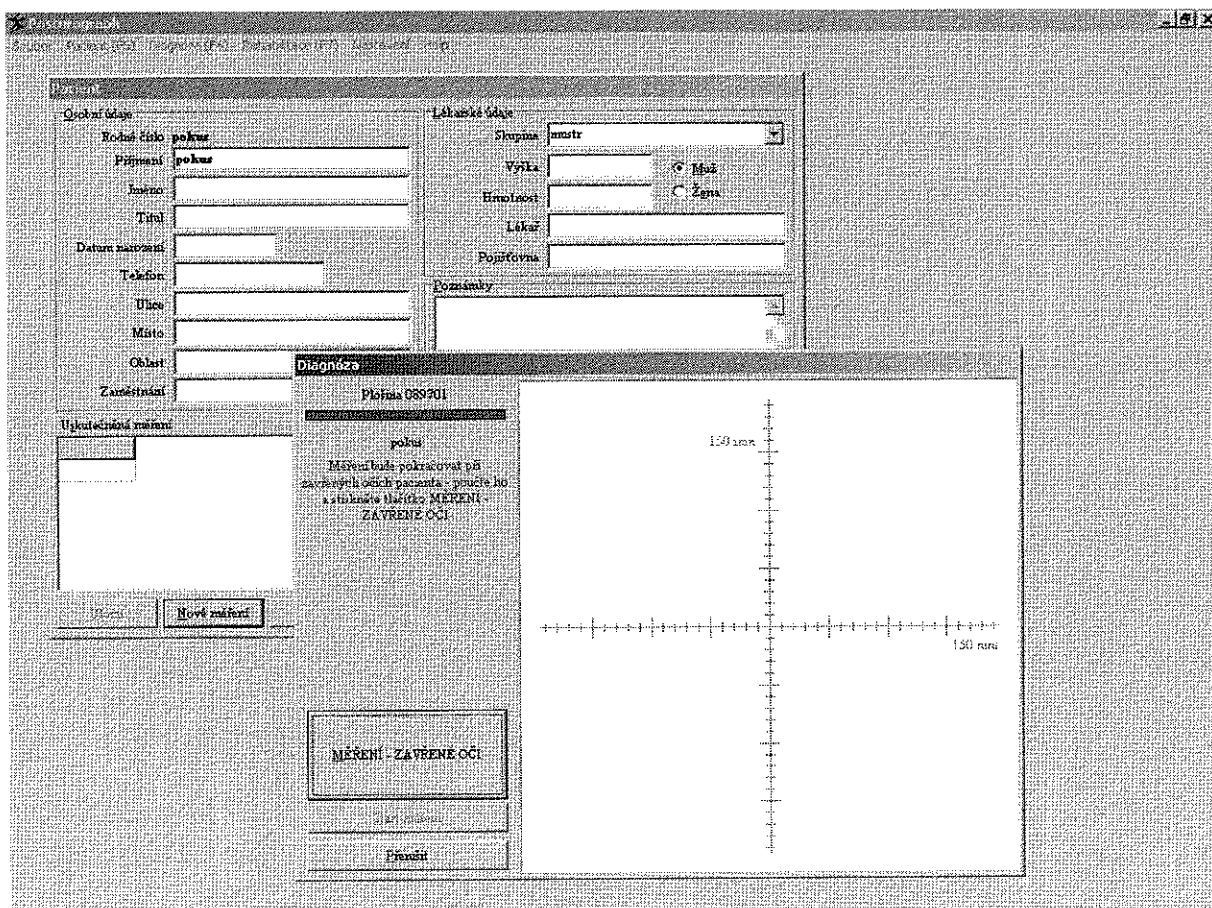 Posturograph
Pacient
Osobní údaje
Rodné číslo pokus
Příjmení pokus
Jméno
Titul
Datum narození
Telefon
Ulice
Místo
Oblast
Zaměstnání
Lékařské údaje
Skupina
Výška
Muž
Hmotnost
Žena
Lékař
Pojišťovna
Poznámky
Uskutečněná měření
Nové měření
Diagnóza
Plošina 089701
pokus
Měření bude pokračovat při
zavřených očích pacienta - poučte ho
a stiskněte tlačítko MĚŘENÍ -
ZAVŘENÉ OČI
MĚŘENÍ - ZAVŘENÉ OČI
Přerušit
150 mm
150 mm